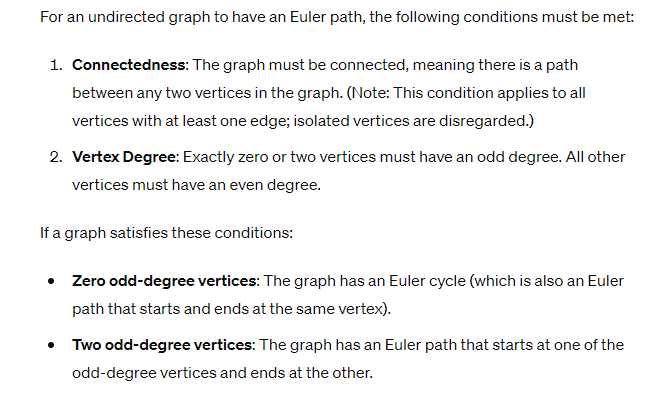 For an undirected graph to have an Euler path, the following conditions must be met:
1. Connectedness: The graph must be connected, meaning there is a path
between any two vertices in the graph. (Note: This condition applies to all
vertices with at least one edge; isolated vertices are disregarded.)
2. Vertex Degree: Exactly zero or two vertices must have an odd degree. All other
vertices must have an even degree.
If a graph satisfies these conditions:
• Zero odd-degree vertices: The graph has an Euler cycle (which is also an Euler
path that starts and ends at the same vertex).
• Two odd-degree vertices: The graph has an Euler path that starts at one of the
odd-degree vertices and ends at the other.